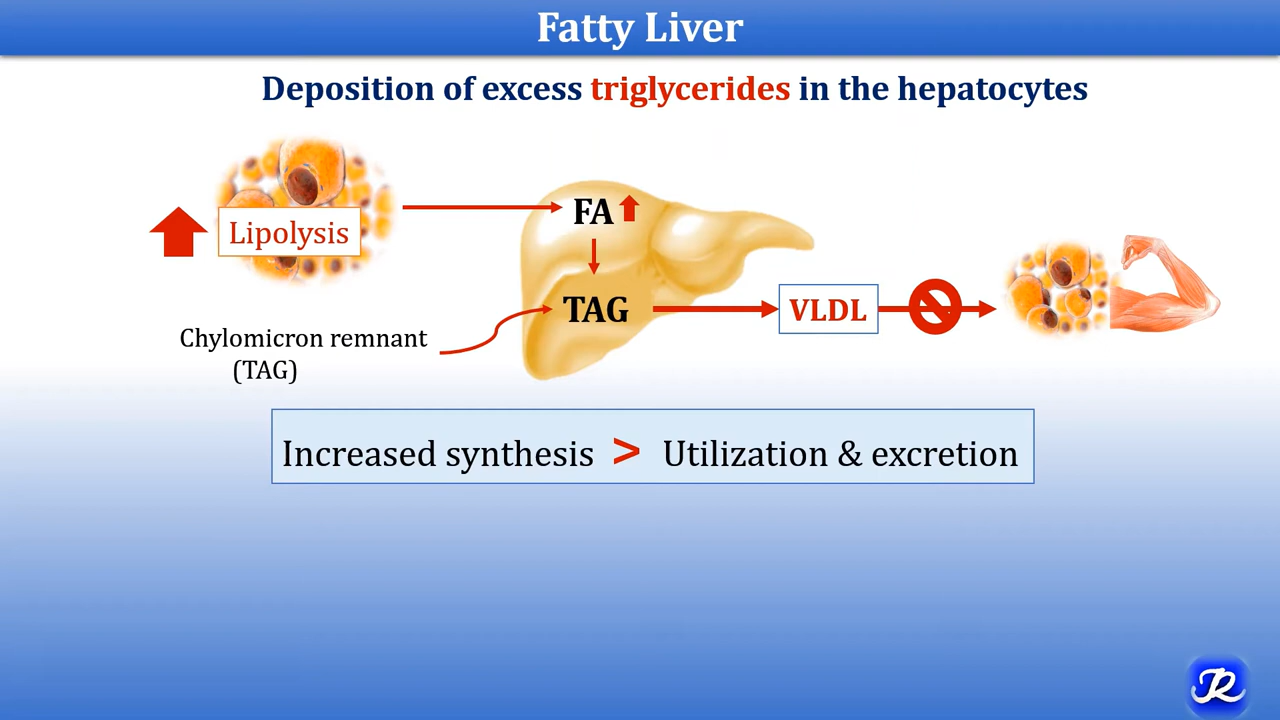 Fatty Liver
Deposition of excess triglycerides in the hepatocytes
Lipolysis
FA
TAG
VLDL
Chylomicron remnant
(TAG)
Increased synthesis > Utilization & excretion
JR